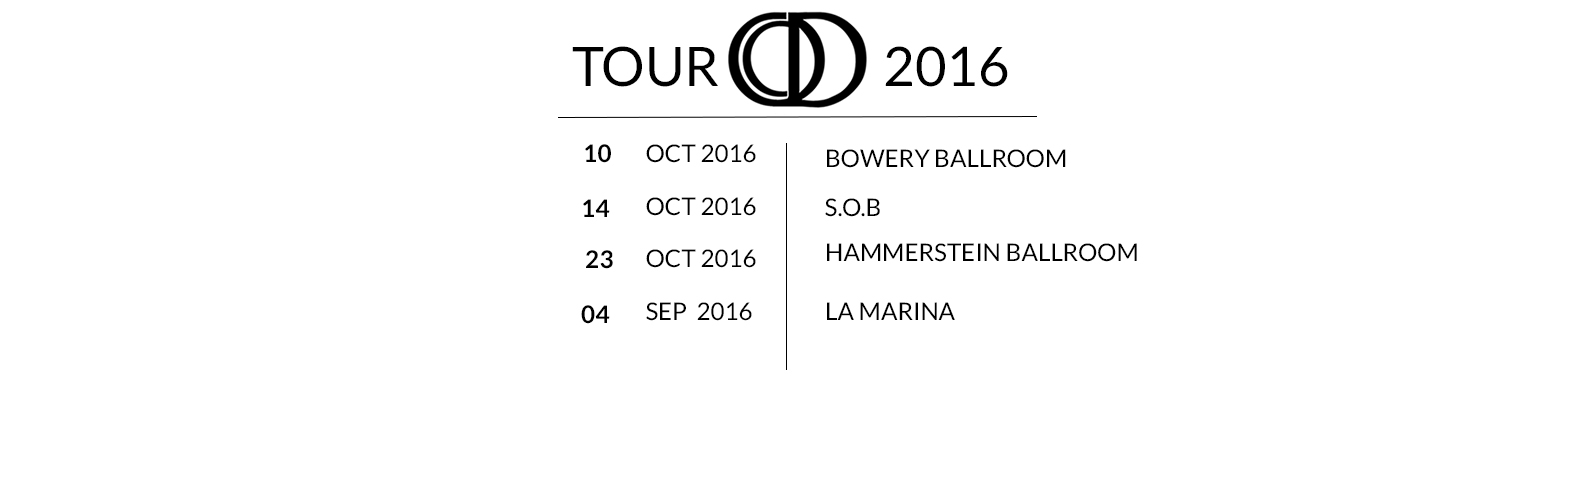 TOUR CD 2016
10 OCT 2016 BOWERY BALLROOM
14 OCT 2016 S.O.B
23 OCT 2016 HAMMERSTEIN BALLROOM
04 SEP 2016 LA MARINA